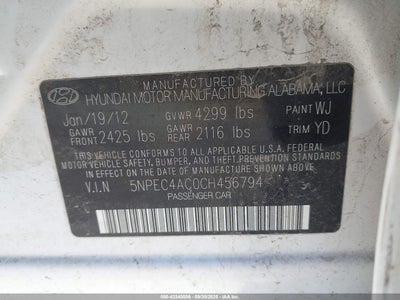 MANUFACTURED BY
HYUNDAI MOTOR MANUFACTURING ALABAMA, LLC
Jan/19/12 GVWR 4299 lbs PAINT WJ
GAWR FRONT 2425 lbs GAWR REAR 2116 lbs TRIM YD
THIS VEHICLE CONFORMS TO ALL APPLICABLE U.S.A. FEDERAL
MOTOR VEHICLE SAFETY, BUMPER, AND THEFT PREVENTION
STANDARDS IN EFFECT ON THE DATE OF MANUFACTURE
V.I.N 5NPEC4AC0CH456794
PASSENGER CAR